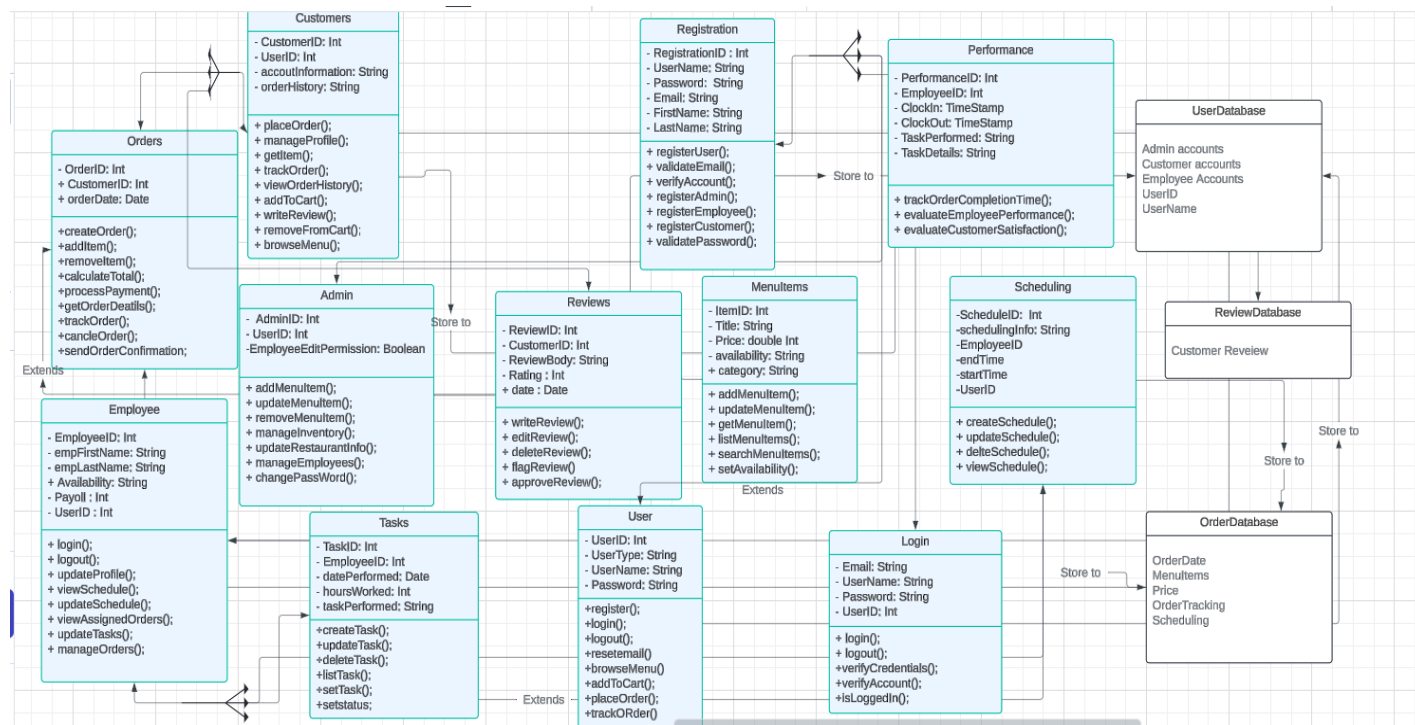 Customers
- CustomerID: Int
- UserID: Int
- accoutInformation: String
- orderHistory: String
+ placeOrder();
+ manageProfile();
+ getItem();
+ trackOrder();
+ viewOrderHistory();
+ addToCart();
+ writeReview();
+ removeFromCart();
+ browseMenu();
Registration
- RegistrationID : Int
- UserName: String
- Password: String
- Email: String
- FirstName: String
- LastName: String
+ registerUser();
+ validateEmail();
+ verifyAccount();
+ registerAdmin();
+ registerEmployee();
+ registerCustomer();
+ validatePassword();
Performance
- PerformanceID: Int
- EmployeeID: Int
- ClockIn: TimeStamp
- ClockOut: TimeStamp
- TaskPerformed: String
- TaskDetails: String
+ trackOrderCompletionTime();
+ evaluateEmployeePerformance();
+ evaluateCustomerSatisfaction();
UserDatabase
Admin accounts
Customer accounts
Employee Accounts
UserID
UserName
Orders
- OrderID: Int
+ CustomerID: Int
+ orderDate: Date
+createOrder();
+addItem();
+removeItem();
+calculateTotal();
+processPayment();
+getOrderDeatils();
+trackOrder();
+cancleOrder();
+sendOrderConfirmation;
Store to
Admin
- AdminID: Int
- UserID: Int
-EmployeeEditPermission: Boolean
+ addMenuItem();
+ updateMenuItem();
+ removeMenuItem();
+ manageInventory();
+ updateRestaurantInfo();
+ manageEmployees();
+ changePassWord();
Store to
Reviews
- ReviewID: Int
- CustomerID: Int
- ReviewBody: String
- Rating : Int
+ date : Date
+ writeReview();
+ editReview();
+ deleteReview();
+ flagReview()
+ approveReview();
MenuItems
- ItemID: Int
- Title: String
- Price: double Int
- availability: String
+ category: String
+ addMenuItem();
+ updateMenuItem();
+ getMenuItem();
+ listMenuItems();
+ searchMenuItems();
+ setAvailability();
Scheduling
-ScheduleID: Int
-schedulingInfo: String
-EmployeeID
-endTime
-startTime
-UserID
+ createSchedule();
+ updateSchedule();
+ delteSchedule();
+ viewSchedule();
ReviewDatabase
Customer Reveiew
Extends
Employee
- EmployeeID: Int
- empFirstName: String
- empLastName: String
+ Availability: String
- Payoll : Int
- UserID : Int
+ login();
+ logout();
+ updateProfile();
+ viewSchedule();
+ updateSchedule();
+ viewAssignedOrders();
+ updateTasks();
+ manageOrders();
Store to
Store to
Extends
Tasks
- TaskID: Int
- EmployeeID: Int
- datePerformed: Date
- hoursWorked: Int
- taskPerformed: String
+createTask();
+updateTask();
+deleteTask();
+listTask();
+setTask();
+setstatus;
User
- UserID: Int
- UserType: String
- UserName: String
- Password: String
+register();
+login();
+logout();
+resetemail()
+browseMenu()
+addToCart();
+placeOrder();
+trackORder()
Extends
Login
- Email: String
- UserName: String
- Password: String
- UserID: Int
+ login();
+ logout();
+verifyCredentials();
+verifyAccount();
+isLoggedIn();
Store to
OrderDatabase
OrderDate
MenuItems
Price
OrderTracking
Scheduling